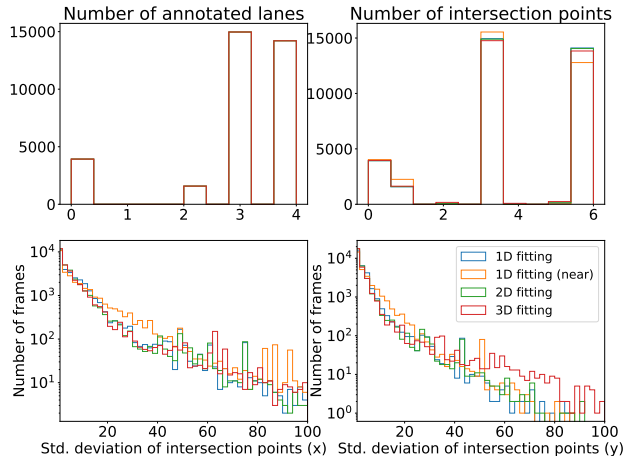 Number of annotated lanes
Number of intersection points
15000
10000
5000
0
0 1 2 3 4
15000
10000
5000
0
0 2 4 6
Number of frames
10^4
10^3
10^2
10^1
20 40 60 80 100
Std. deviation of intersection points (x)
Number of frames
10^4
10^3
10^2
10^1
10^0
1D fitting
1D fitting (near)
2D fitting
3D fitting
20 40 60 80 100
Std. deviation of intersection points (y)